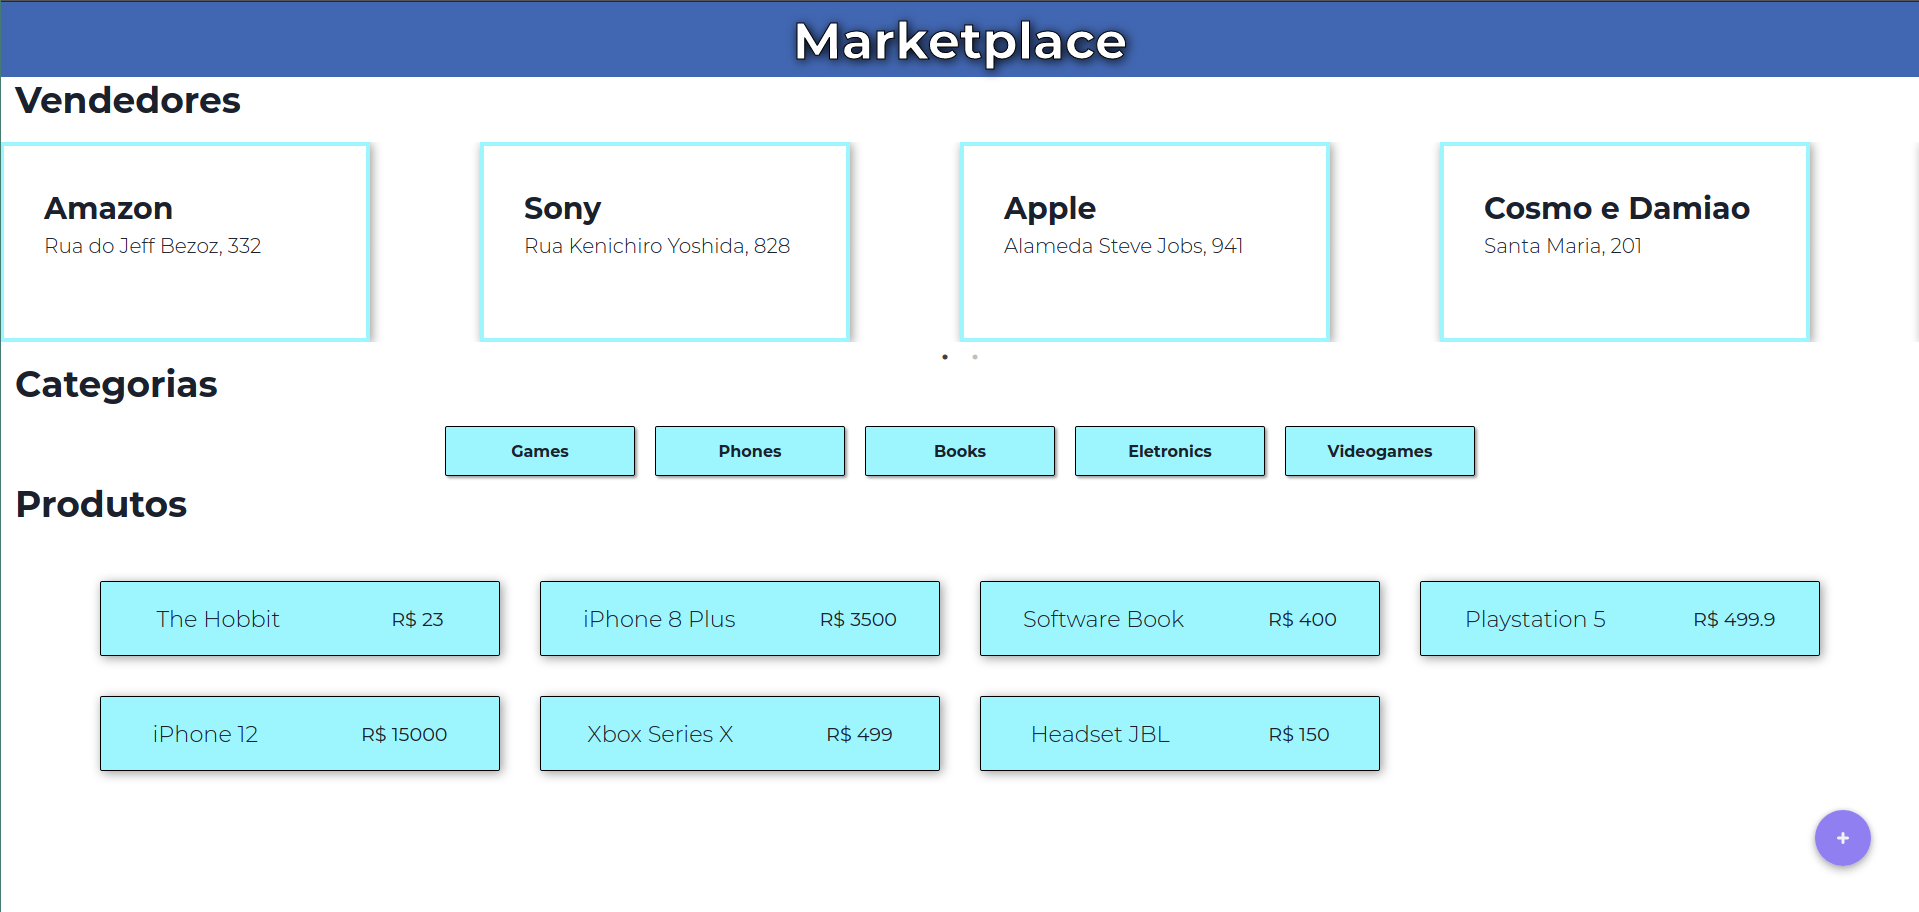 Marketplace
Vendedores
Amazon
Rua do Jeff Bezoz, 332
Sony
Rua Kenichiro Yoshida, 828
Apple
Alameda Steve Jobs, 941
Cosmo e Damiao
Santa Maria, 201
Categorias
Games
Phones
Books
Eletronics
Videogames
Produtos
The Hobbit R$ 23
iPhone 8 Plus R$ 3500
Software Book R$ 400
Playstation 5 R$ 499.9
iPhone 12 R$ 15000
Xbox Series X R$ 499
Headset JBL R$ 150
+